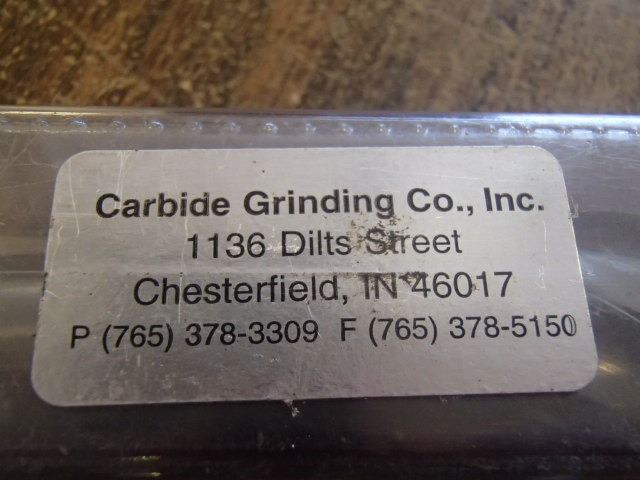 Carbide Grinding Co., Inc.
1136 Dilts Street
Chesterfield, IN 46017
P (765) 378-3309 F (765) 378-5150